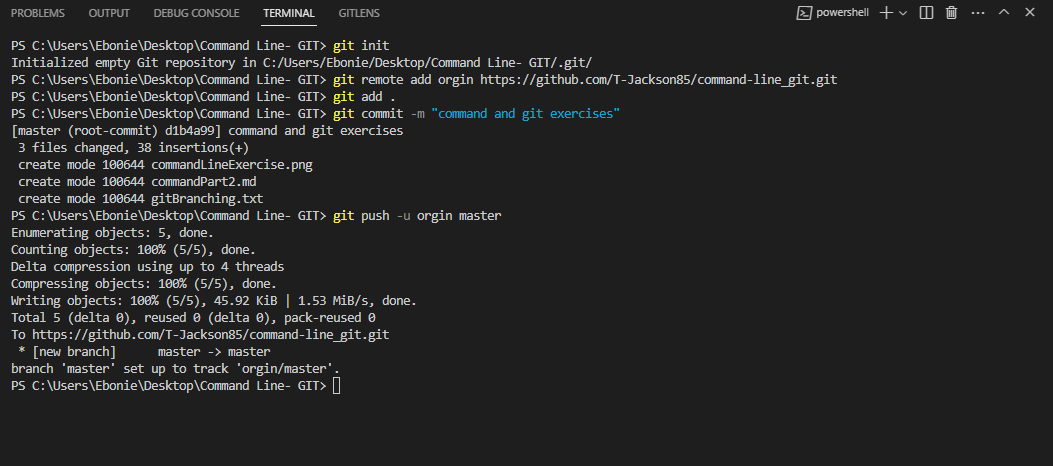 PROBLEMS OUTPUT DEBUG CONSOLE TERMINAL GITLENS powershell
PS C:\Users\Ebonie\Desktop\Command Line- GIT> git init
Initialized empty Git repository in C:/Users/Ebonie/Desktop/Command Line- GIT/.git/
PS C:\Users\Ebonie\Desktop\Command Line- GIT> git remote add orgin https://github.com/T-Jackson85/command-line_git.git
PS C:\Users\Ebonie\Desktop\Command Line- GIT> git add .
PS C:\Users\Ebonie\Desktop\Command Line- GIT> git commit -m "command and git exercises"
[master (root-commit) d1b4a99] command and git exercises
 3 files changed, 38 insertions(+)
 create mode 100644 commandLineExercise.png
 create mode 100644 commandPart2.md
 create mode 100644 gitBranching.txt
PS C:\Users\Ebonie\Desktop\Command Line- GIT> git push -u orgin master
Enumerating objects: 5, done.
Counting objects: 100% (5/5), done.
Delta compression using up to 4 threads
Compressing objects: 100% (5/5), done.
Writing objects: 100% (5/5), 45.92 KiB | 1.53 MiB/s, done.
Total 5 (delta 0), reused 0 (delta 0), pack-reused 0
To https://github.com/T-Jackson85/command-line_git.git
 * [new branch]      master -> master
branch 'master' set up to track 'orgin/master'.
PS C:\Users\Ebonie\Desktop\Command Line- GIT>